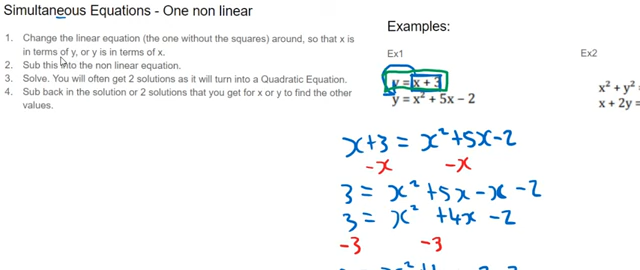 Simultaneous Equations - One non linear
1. Change the linear equation (the one without the squares) around, so that x is
in terms of y, or y is in terms of x.
2. Sub this into the non linear equation.
3. Solve. You will often get 2 solutions as it will turn into a Quadratic Equation.
4. Sub back in the solution or 2 solutions that you get for x or y to find the other
values.
Examples:
Ex1
y = x + 3
y = x² + 5x − 2
x+3 = x²+5x-2
-x -x
3 = x²+5x-x-2
3 = x² +4x -2
-3 -3
Ex2
x² + y² =
x + 2y =